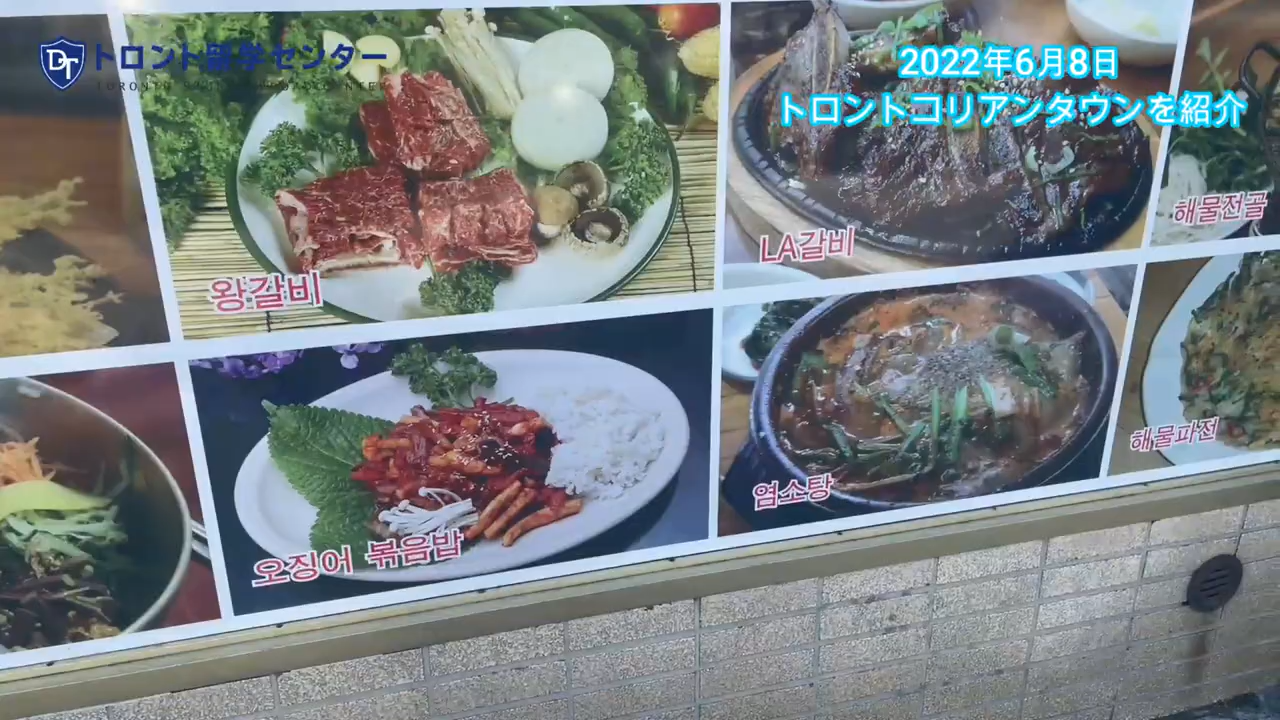 トロント留学センター
2022年6月8日
トロントコリアンタウンを紹介
왕갈비
LA갈비
해물전골
오징어 볶음밥
염소탕
해물파전